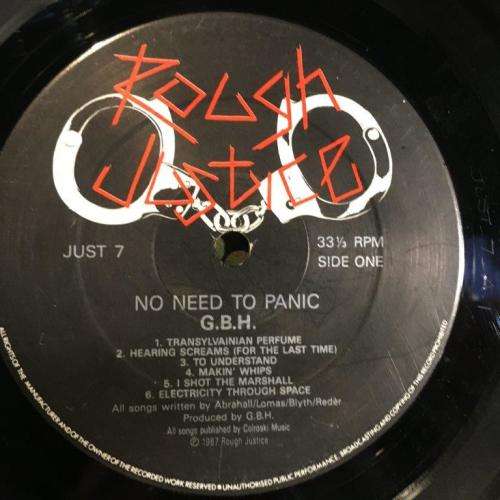 Rough
Justice
JUST 7
33⅓ RPM
SIDE ONE
NO NEED TO PANIC
G.B.H.
1. TRANSYLVAINIAN PERFUME
2. HEARING SCREAMS (FOR THE LAST TIME)
3. TO UNDERSTAND
4. MAKIN' WHIPS
5. I SHOT THE MARSHALL
6. ELECTRICITY THROUGH SPACE
All songs written by Abrahall/Lomas/Blyth/Reder
Produced by G.B.H.
All songs published by Colnoski Music
℗ 1987 Rough Justice
ALL RIGHTS OF THE MANUFACTURER AND OF THE OWNER OF THE RECORDED WORK RESERVED ■ UNAUTHORISED PUBLIC PERFORMANCE, BROADCASTING AND COPYING OF THIS RECORD PROHIBITED